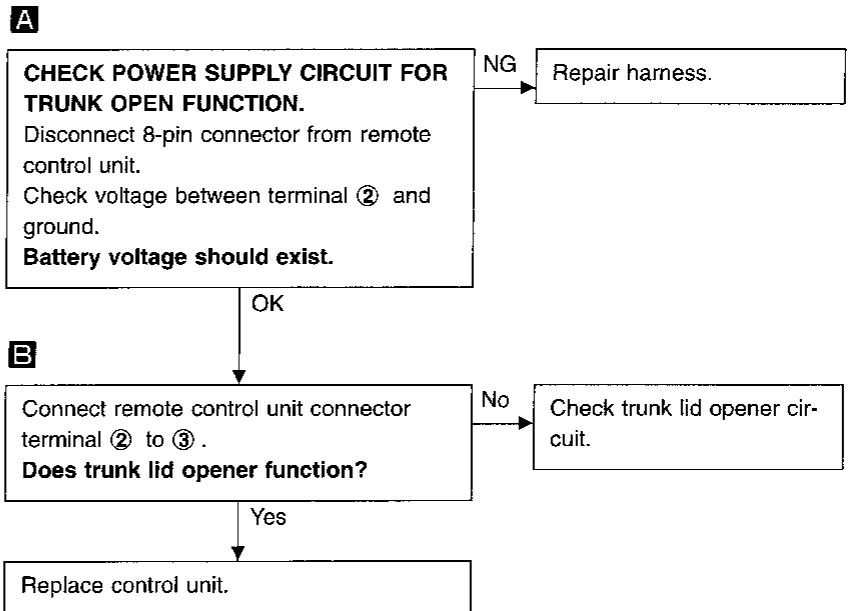 A
CHECK POWER SUPPLY CIRCUIT FOR
TRUNK OPEN FUNCTION.
Disconnect 8-pin connector from remote
control unit.
Check voltage between terminal ② and
ground.
Battery voltage should exist.
NG
Repair harness.
OK
B
Connect remote control unit connector
terminal ② to ③ .
Does trunk lid opener function?
No
Check trunk lid opener cir-
cuit.
Yes
Replace control unit.